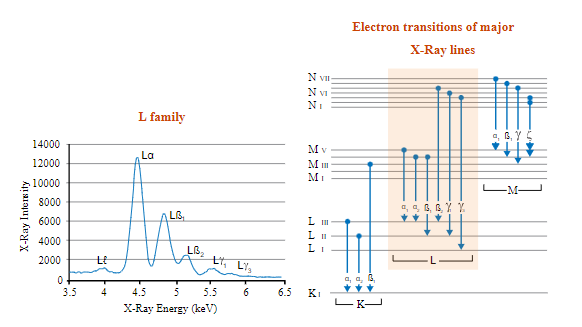 Electron transitions of major
X-Ray lines
L family
X-Ray Intensity
14000
12000
10000
8000
6000
4000
2000
0
3.5
4
4.5
5
5.5
6
6.5
X-Ray Energy (keV)
Lℓ
Lα
Lß₁
Lß₂
Lγ₁
Lγ₃
N VII
N VI
N I
M V
M III
M I
L III
L II
L I
K I
α₁ α₂ ß₁
K
α₁ α₂ ß₁ ß₂ γ₁ γ₃
L
α₁ ß₁ γ ζ
M